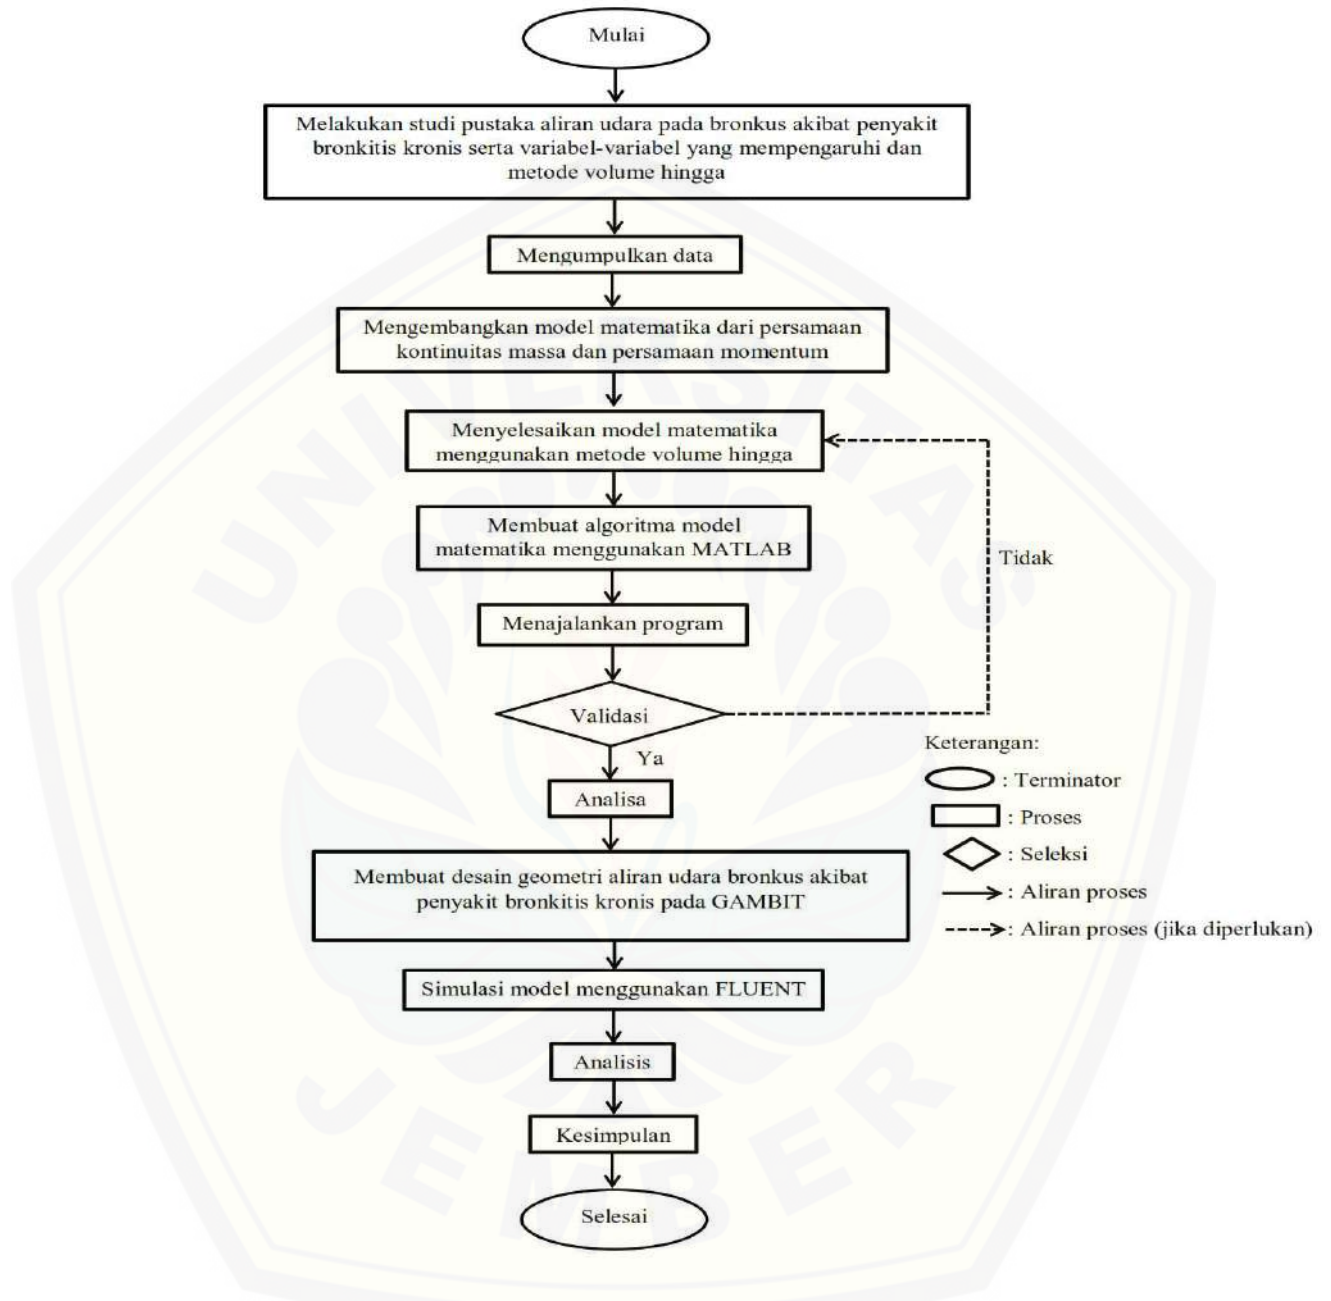 Mulai
Melakukan studi pustaka aliran udara pada bronkus akibat penyakit
bronkitis kronis serta variabel-variabel yang mempengaruhi dan
metode volume hingga
Mengumpulkan data
Mengembangkan model matematika dari persamaan
kontinuitas massa dan persamaan momentum
Menyelesaikan model matematika
menggunakan metode volume hingga
Membuat algoritma model
matematika menggunakan MATLAB
Tidak
Menajalankan program
Validasi
Ya
Analisa
Membuat desain geometri aliran udara bronkus akibat
penyakit bronkitis kronis pada GAMBIT
Simulasi model menggunakan FLUENT
Analisis
Kesimpulan
Selesai
Keterangan:
: Terminator
: Proses
: Seleksi
: Aliran proses
: Aliran proses (jika diperlukan)
UNIVERSITAS
JEMBER